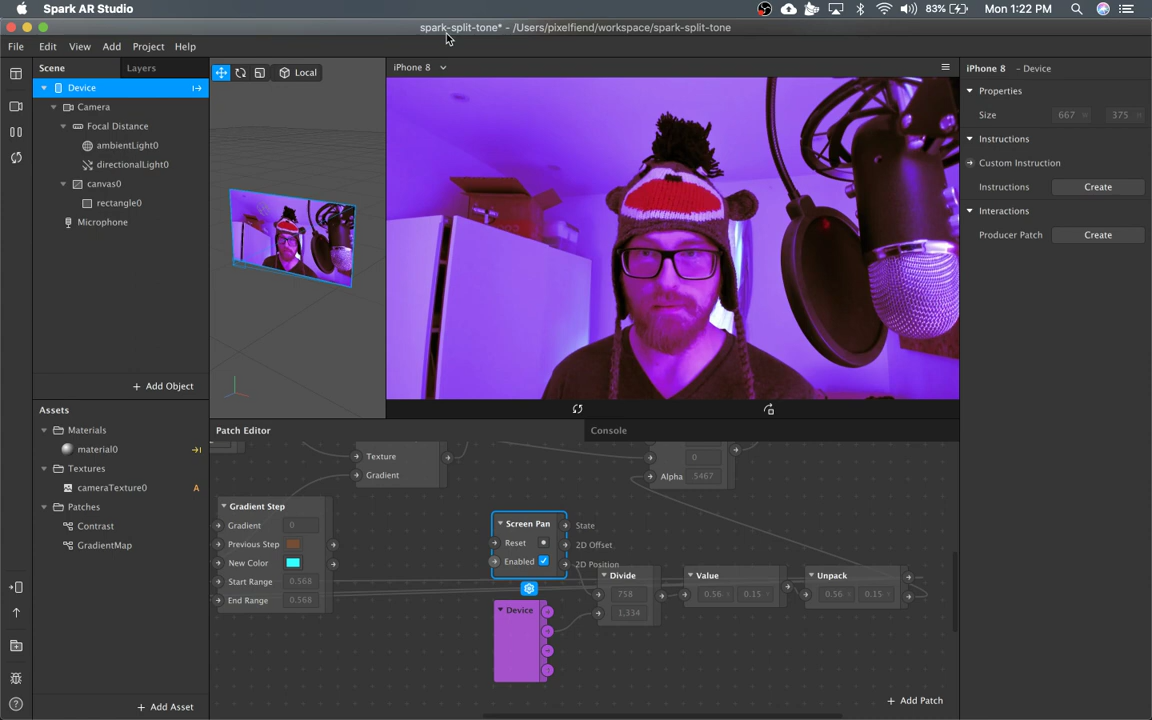 Spark AR Studio
83%
Mon 1:22 PM
spark-split-tone* - /Users/pixelfiend/workspace/spark-split-tone
File Edit View Add Project Help
Scene
Layers
Device
Camera
Focal Distance
ambientLight0
directionalLight0
canvas0
rectangle0
Microphone
+ Add Object
Assets
Materials
material0
Textures
cameraTexture0 A
Patches
Contrast
GradientMap
+ Add Asset
Local
iPhone 8
iPhone 8 - Device
Properties
Size 667 375
Instructions
Custom Instruction
Instructions Create
Interactions
Producer Patch Create
Patch Editor
Console
Texture
Gradient
0
Alpha .5467
Gradient Step
Gradient 0
Previous Step
New Color
Start Range 0.568
End Range 0.568
Screen Pan
State
Reset
2D Offset
Enabled
2D Position
Device
Divide
758
1,334
Value
0.56 0.15
Unpack
0.56 0.15
+ Add Patch